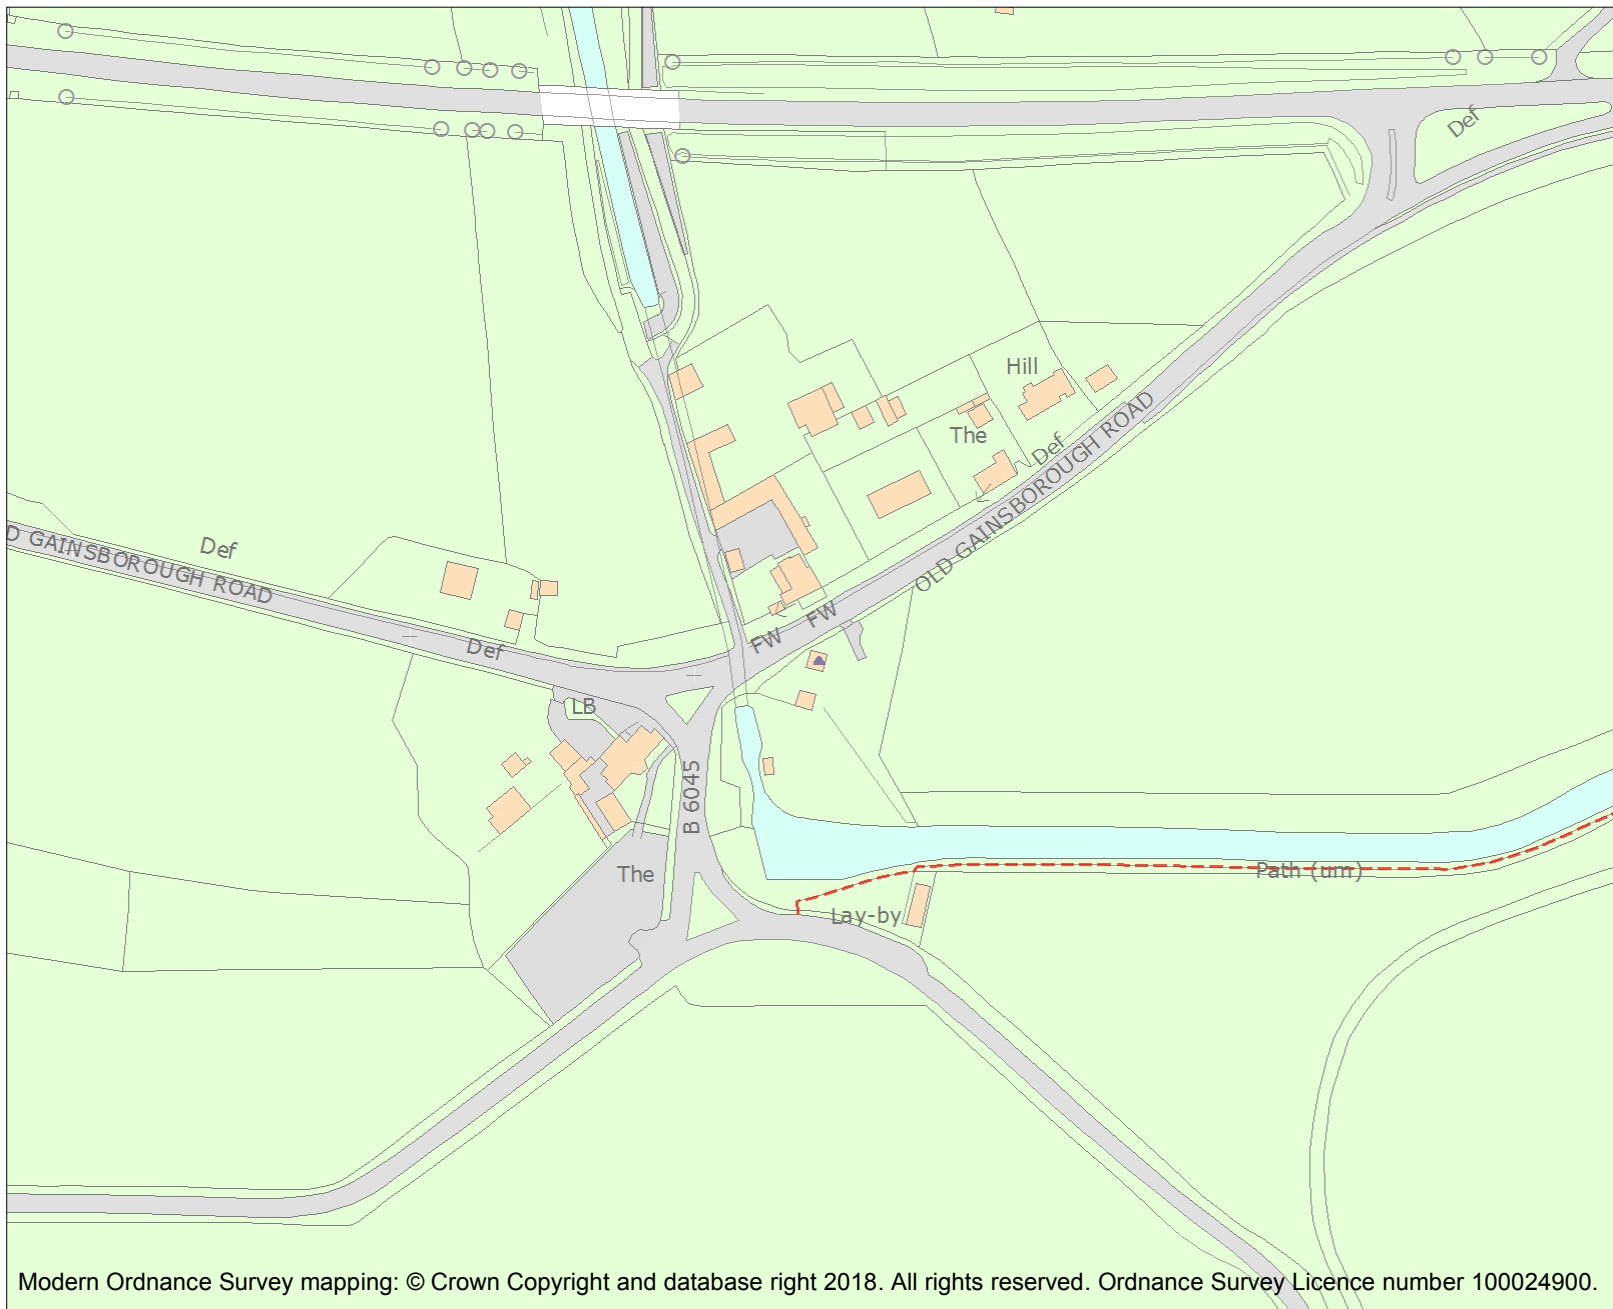 Def
Hill
The
Def
OLD GAINSBOROUGH ROAD
D GAINSBOROUGH ROAD
Def
Def
FW
FW
LB
B 6045
The
Path (um)
Lay-by
Modern Ordnance Survey mapping: © Crown Copyright and database right 2018. All rights reserved. Ordnance Survey Licence number 100024900.